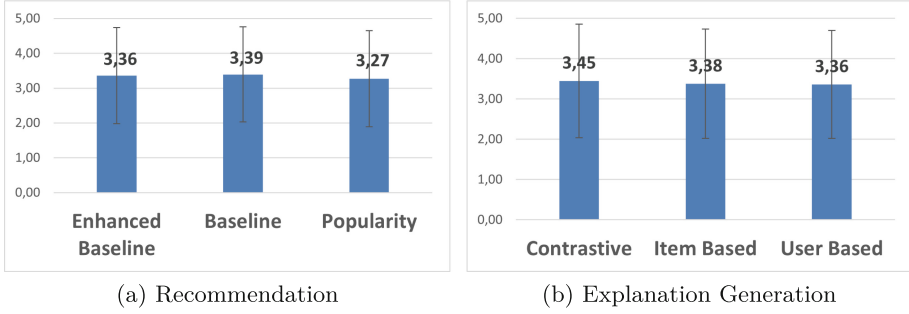 5,00
4,00
3,00
2,00
1,00
0,00
3,36
3,39
3,27
Enhanced
Baseline
Baseline
Popularity
(a) Recommendation
5,00
4,00
3,00
2,00
1,00
0,00
3,45
3,38
3,36
Contrastive
Item Based
User Based
(b) Explanation Generation